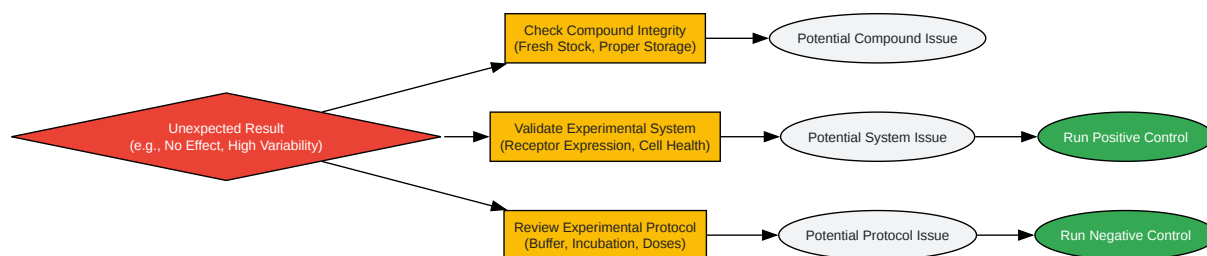 Check Compound Integrity
(Fresh Stock, Proper Storage)
Potential Compound Issue
Unexpected Result
(e.g., No Effect, High Variability)
Validate Experimental System
(Receptor Expression, Cell Health)
Potential System Issue
Run Positive Control
Review Experimental Protocol
(Buffer, Incubation, Doses)
Potential Protocol Issue
Run Negative Control